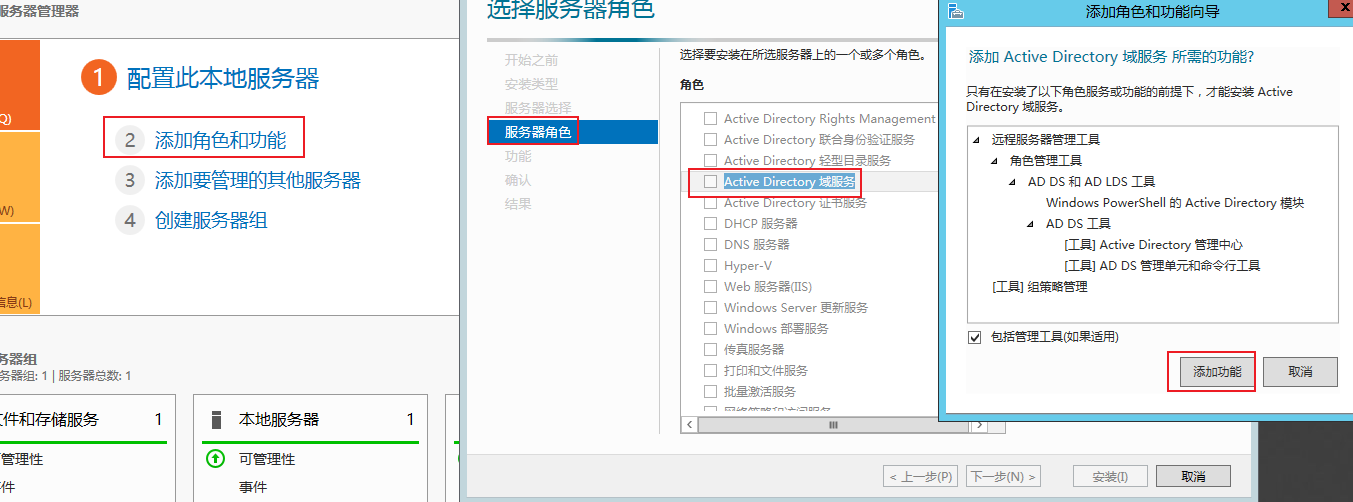 服务器管理器
Q)
W)
信息(L)
1 配置此本地服务器
2 添加角色和功能
3 添加要管理的其他服务器
4 创建服务器组
务器组
务器组: 1 | 服务器总数: 1
文件和存储服务 1
可管理性
事件
本地服务器 1
可管理性
事件
选择服务器角色
开始之前
安装类型
服务器选择
服务器角色
功能
确认
结果
选择要安装在所选服务器上的一个或多个角色。
角色
Active Directory Rights Management
Active Directory 联合身份验证服务
Active Directory 轻型目录服务
Active Directory 域服务
Active Directory 证书服务
DHCP 服务器
DNS 服务器
Hyper-V
Web 服务器(IIS)
Windows Server 更新服务
Windows 部署服务
传真服务器
打印和文件服务
批量激活服务
网络策略和访问服务
< 上一步(P)
下一步(N) >
安装(I)
取消
添加角色和功能向导
x
添加 Active Directory 域服务 所需的功能?
只有在安装了以下角色服务或功能的前提下，才能安装 Active
Directory 域服务。
远程服务器管理工具
角色管理工具
AD DS 和 AD LDS 工具
Windows PowerShell 的 Active Directory 模块
AD DS 工具
[工具] Active Directory 管理中心
[工具] AD DS 管理单元和命令行工具
[工具] 组策略管理
包括管理工具(如果适用)
添加功能
取消